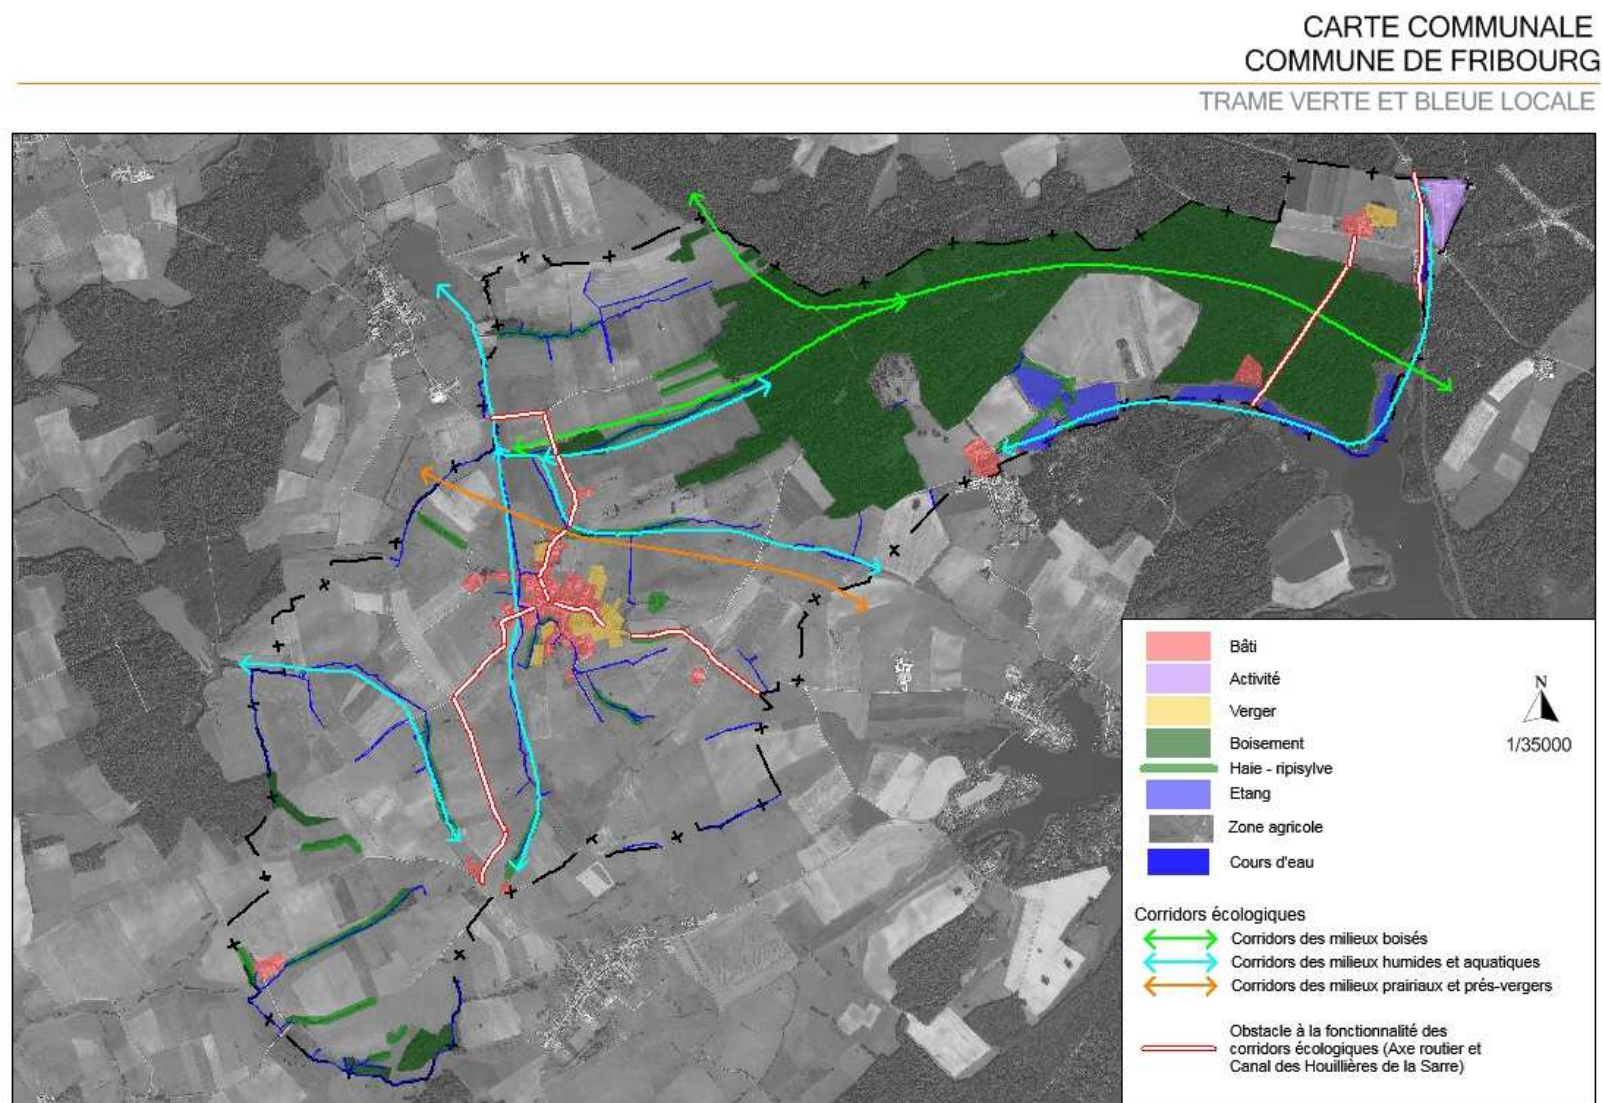 CARTE COMMUNALE
COMMUNE DE FRIBOURG
TRAME VERTE ET BLEUE LOCALE
Bâti
Activité
Verger
Boisement
Haie - ripisylve
Etang
Zone agricole
Cours d'eau
N
1/35000
Corridors écologiques
Corridors des milieux boisés
Corridors des milieux humides et aquatiques
Corridors des milieux prairiaux et prés-vergers
Obstacle à la fonctionnalité des
corridors écologiques (Axe routier et
Canal des Houillières de la Sarre)